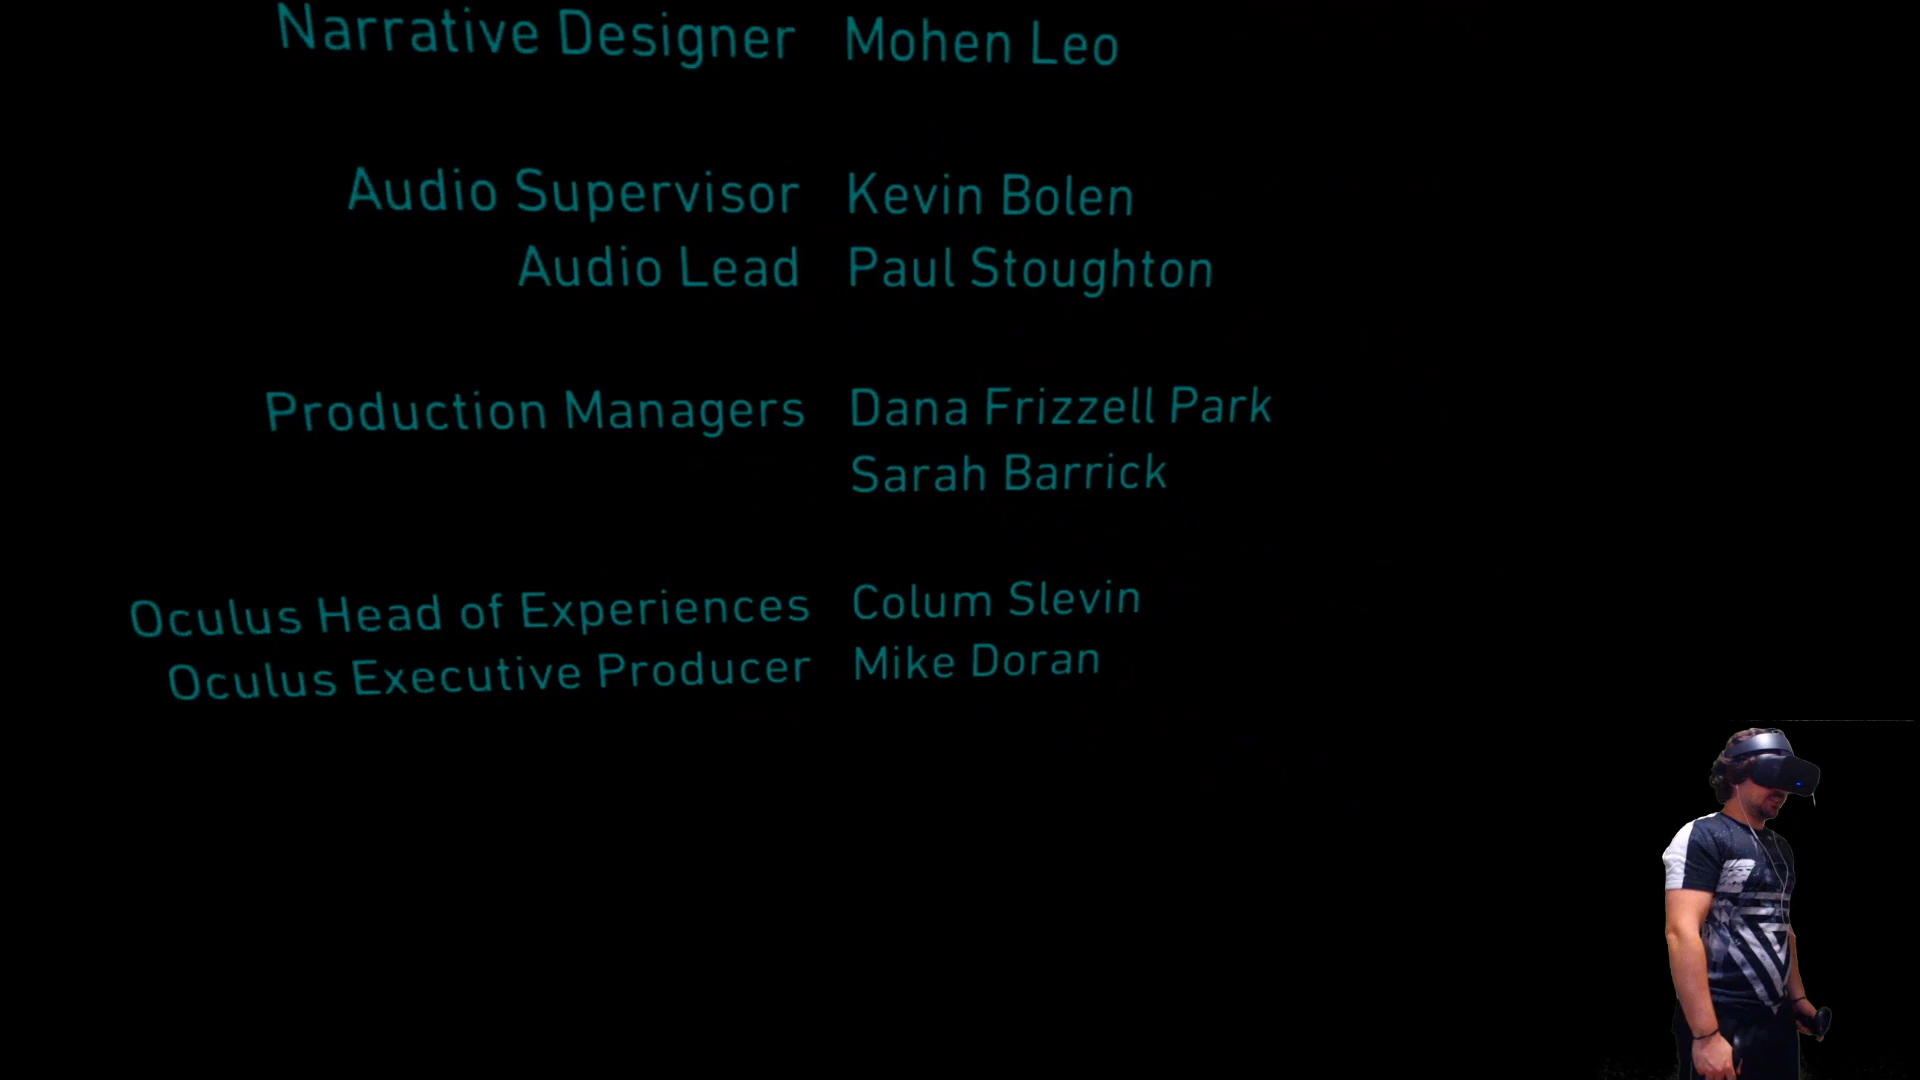 Narrative Designer Mohen Leo
Audio Supervisor Kevin Bolen
Audio Lead Paul Stoughton
Production Managers Dana Frizzell Park
Sarah Barrick
Oculus Head of Experiences Colum Slevin
Oculus Executive Producer Mike Doran